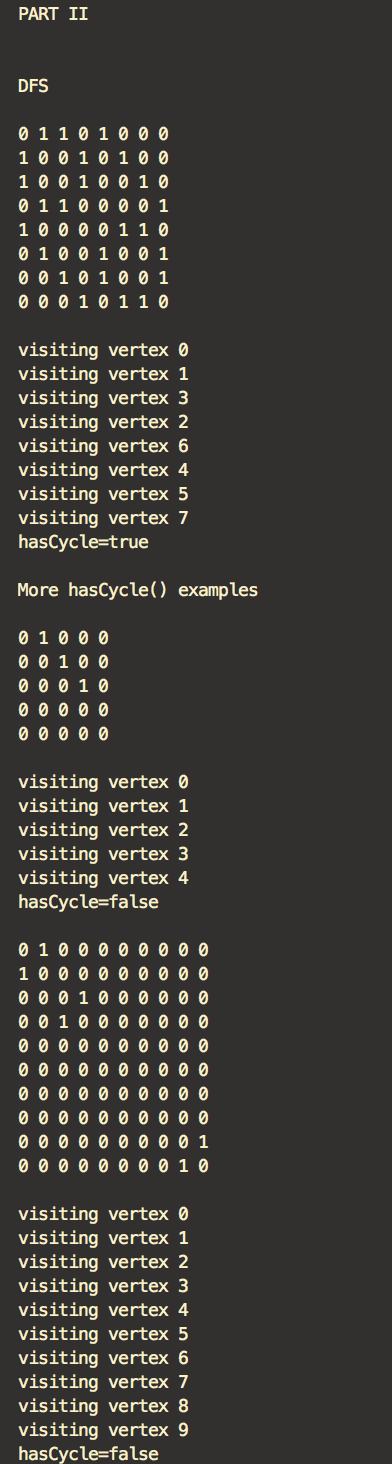 PART II
DFS
0 1 1 0 1 0 0 0
1 0 0 1 0 1 0 0
1 0 0 1 0 0 1 0
0 1 1 0 0 0 0 1
1 0 0 0 0 1 1 0
0 1 0 0 1 0 0 1
0 0 1 0 1 0 0 1
0 0 0 1 0 1 1 0
visiting vertex 0
visiting vertex 1
visiting vertex 3
visiting vertex 2
visiting vertex 6
visiting vertex 4
visiting vertex 5
visiting vertex 7
hasCycle=true
More hasCycle() examples
0 1 0 0 0
0 0 1 0 0
0 0 0 1 0
0 0 0 0 0
0 0 0 0 0
visiting vertex 0
visiting vertex 1
visiting vertex 2
visiting vertex 3
visiting vertex 4
hasCycle=false
0 1 0 0 0 0 0 0 0 0
1 0 0 0 0 0 0 0 0 0
0 0 0 1 0 0 0 0 0 0
0 0 1 0 0 0 0 0 0 0
0 0 0 0 0 0 0 0 0 0
0 0 0 0 0 0 0 0 0 0
0 0 0 0 0 0 0 0 0 0
0 0 0 0 0 0 0 0 0 0
0 0 0 0 0 0 0 0 0 1
0 0 0 0 0 0 0 0 1 0
visiting vertex 0
visiting vertex 1
visiting vertex 2
visiting vertex 3
visiting vertex 4
visiting vertex 5
visiting vertex 6
visiting vertex 7
visiting vertex 8
visiting vertex 9
hasCycle=false